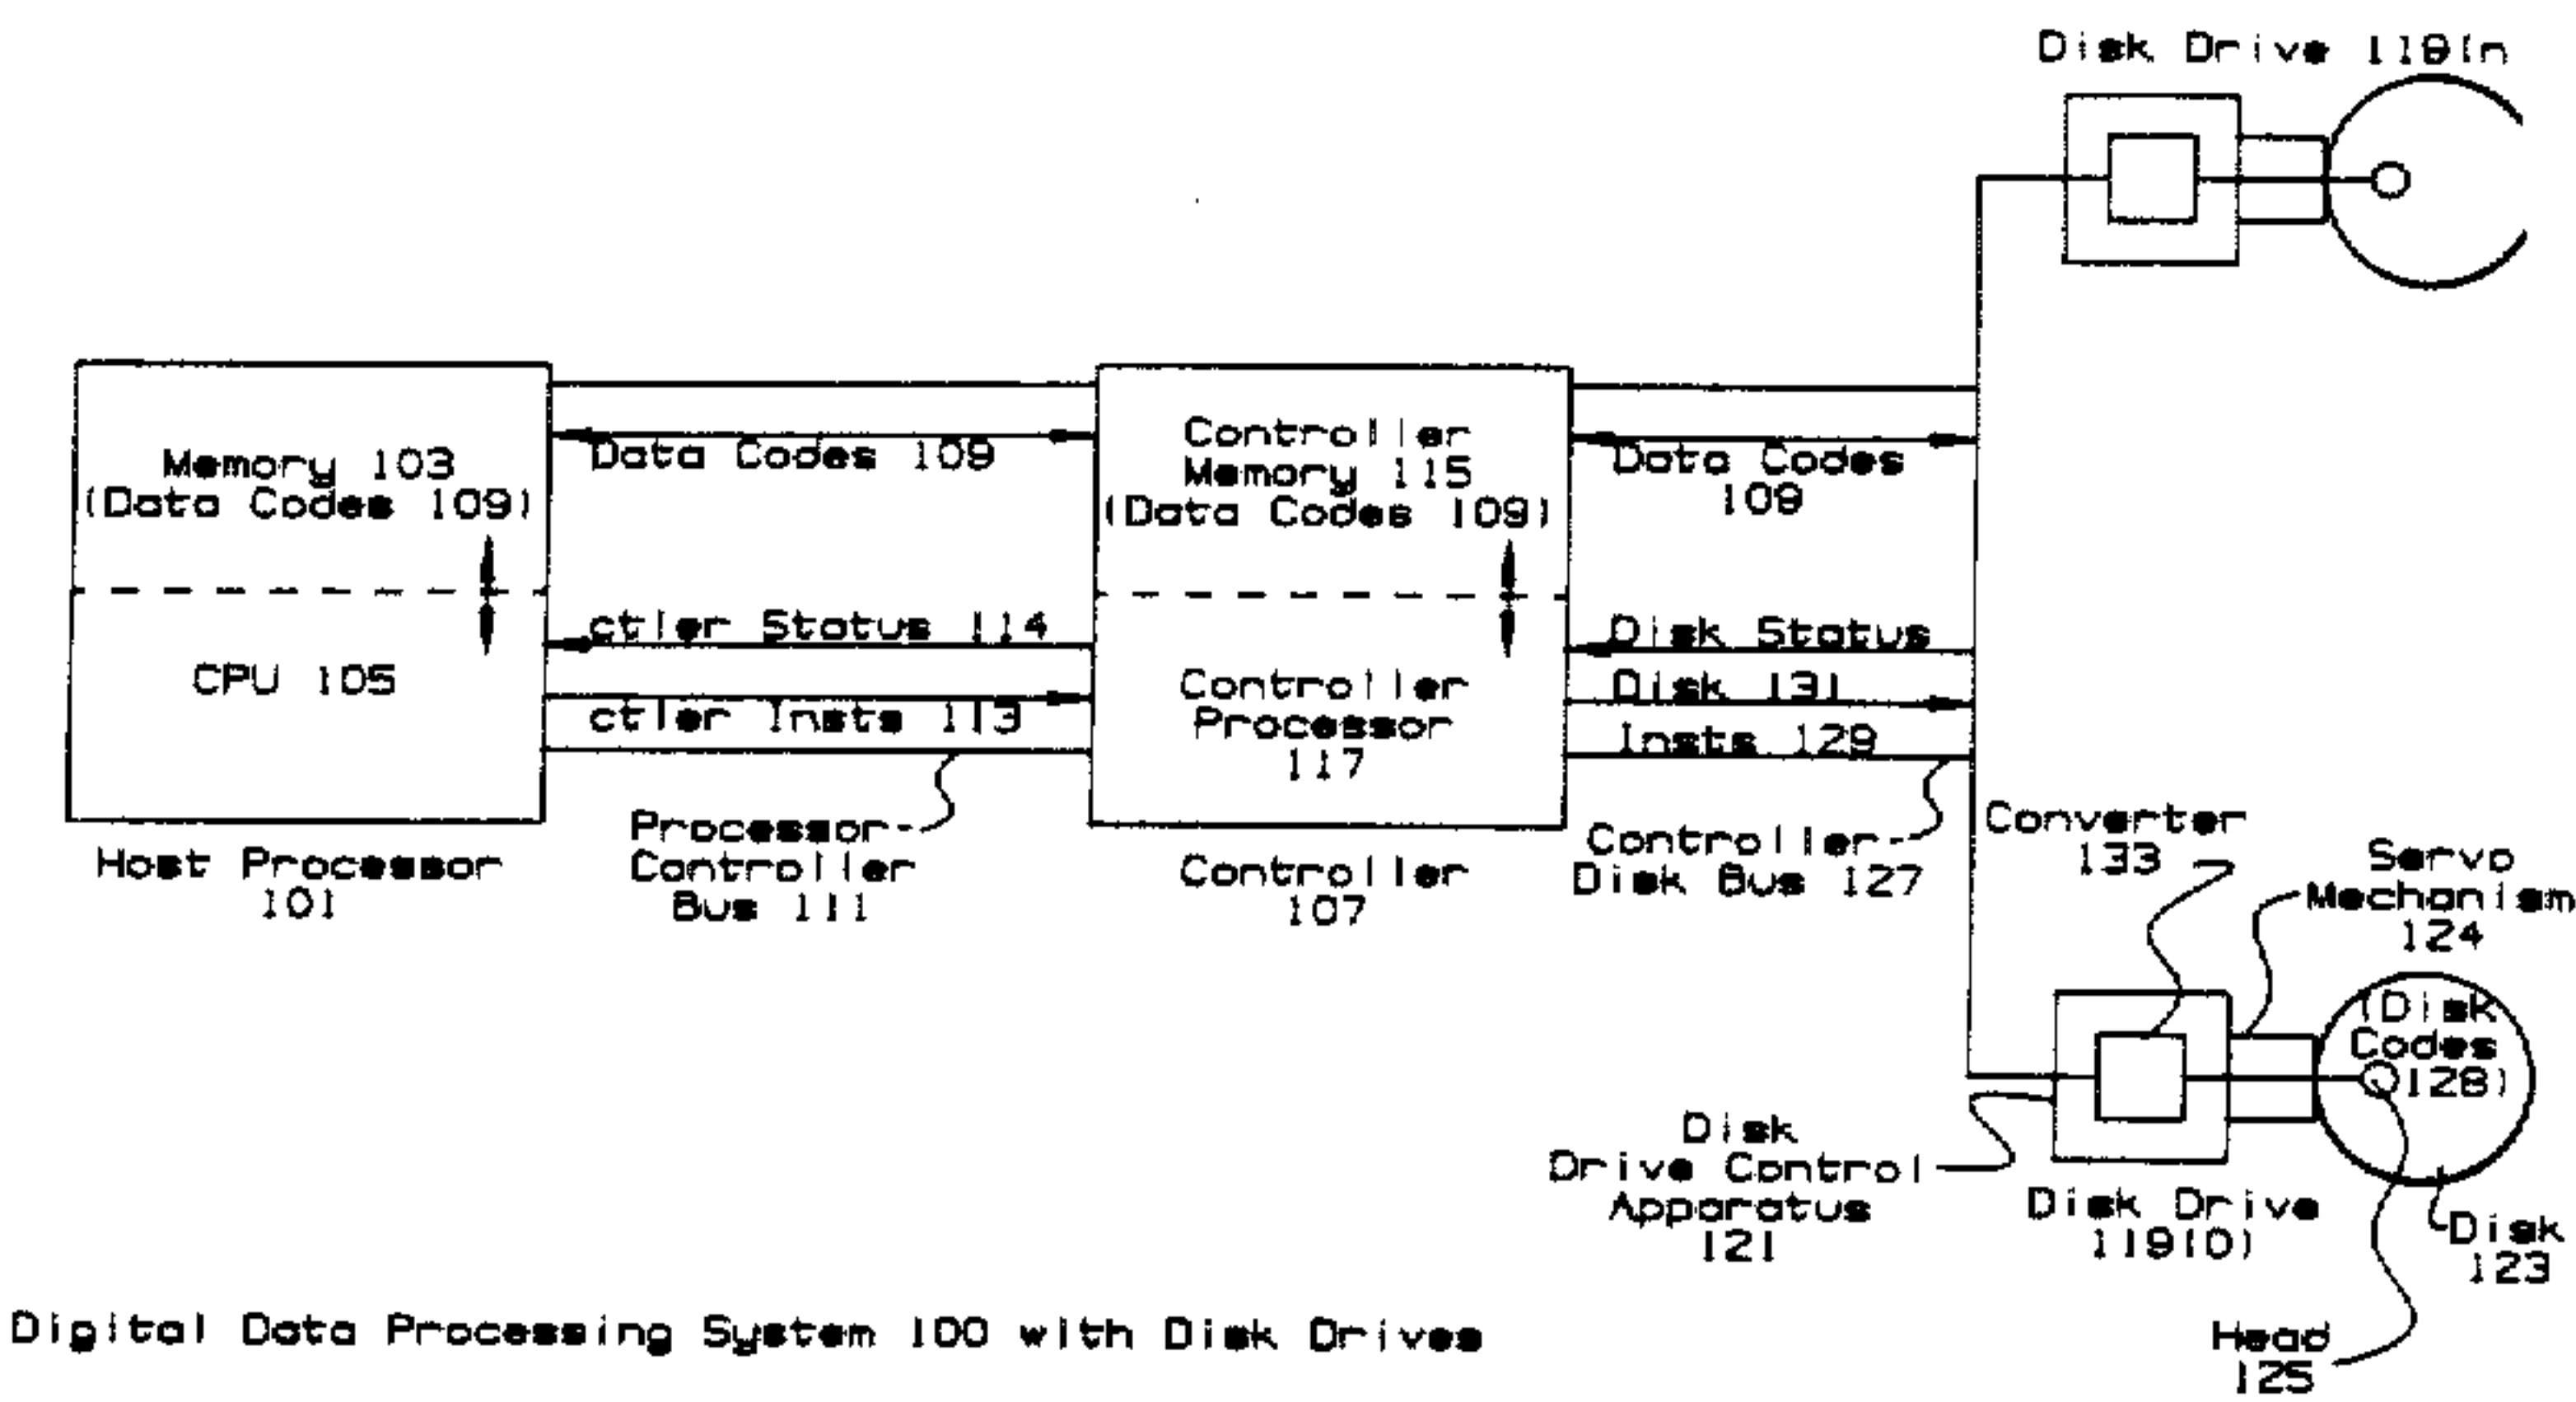 Disk Drive 119(n
Memory 103
(Data Codes 109)
CPU 105
Host Processor
101
Data Codes 109
ctler Status 114
ctler Insts 113
Processor-
Controller
Bus 111
Controller
Memory 115
(Data Codes 109)
Controller
Processor
117
Controller
107
Data Codes
109
Disk Status
Disk 131
Insts 129
Controller-
Disk Bus 127
Converter
133
Servo
Mechanism
124
(Disk
Codes
128)
Disk
Drive Control
Apparatus
121
Disk Drive
119(0)
Disk
123
Head
125
Digital Data Processing System 100 with Disk Drives